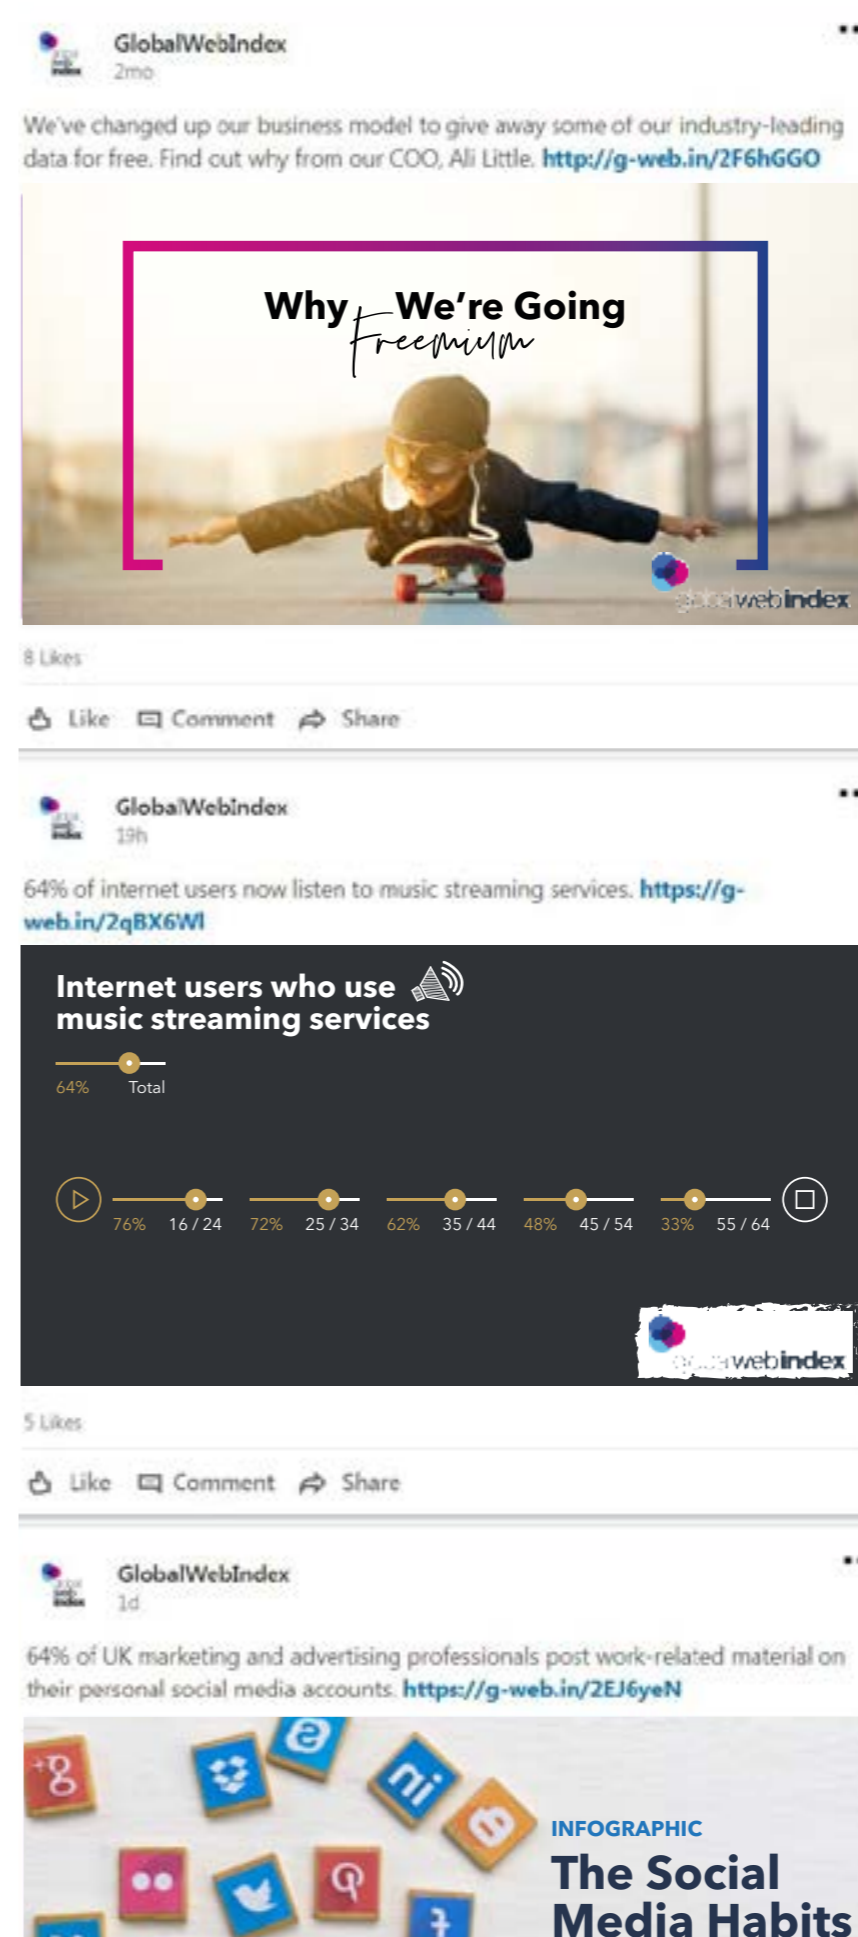 GlobalWebIndex
2mo
We've changed up our business model to give away some of our industry-leading
data for free. Find out why from our COO, Ali Little. http://g-web.in/2F6hGGO
Why We're Going
Freemium
globalwebindex
8 Likes
Like Comment Share
GlobalWebIndex
19h
64% of internet users now listen to music streaming services. https://g-
web.in/2qBX6Wl
Internet users who use
music streaming services
64% Total
76% 16 / 24 72% 25 / 34 62% 35 / 44 48% 45 / 54 33% 55 / 64
globalwebindex
5 Likes
Like Comment Share
GlobalWebIndex
1d
64% of UK marketing and advertising professionals post work-related material on
their personal social media accounts. https://g-web.in/2EJ6yeN
g+
in
INFOGRAPHIC
The Social
Media Habits